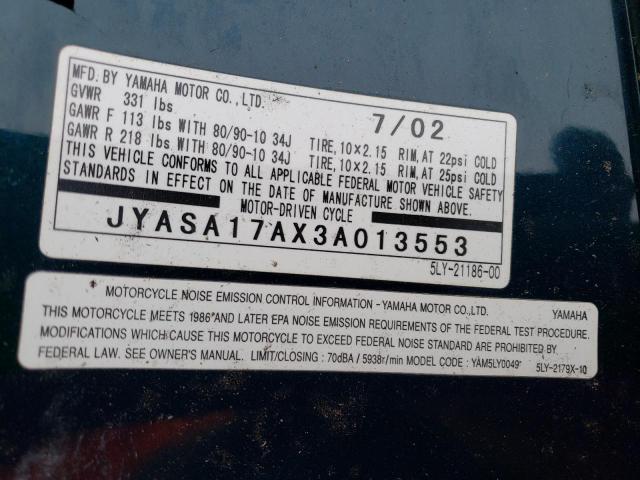 MFD. BY YAMAHA MOTOR CO.,LTD. 7/02
GVWR 331 lbs
GAWR F 113 lbs WITH 80/90-10 34J TIRE, 10×2.15 RIM, AT 22psi COLD
GAWR R 218 lbs WITH 80/90-10 34J TIRE, 10×2.15 RIM, AT 25psi COLD
THIS VEHICLE CONFORMS TO ALL APPLICABLE FEDERAL MOTOR VEHICLE SAFETY
STANDARDS IN EFFECT ON THE DATE OF MANUFACTURE SHOWN ABOVE.
MOTOR-DRIVEN CYCLE
JYASA17AX3A013553
5LY-21186-00
MOTORCYCLE NOISE EMISSION CONTROL INFORMATION - YAMAHA MOTOR CO.,LTD. YAMAHA
THIS MOTORCYCLE MEETS 1986 AND LATER EPA NOISE EMISSION REQUIREMENTS OF THE FEDERAL TEST PROCEDURE.
MODIFICATIONS WHICH CAUSE THIS MOTORCYCLE TO EXCEED FEDERAL NOISE STANDARDS ARE PROHIBITED BY
FEDERAL LAW. SEE OWNER'S MANUAL. LIMIT/CLOSING : 70dBA / 5938r/min MODEL CODE : YAM5LY0049 5LY-2179X-10